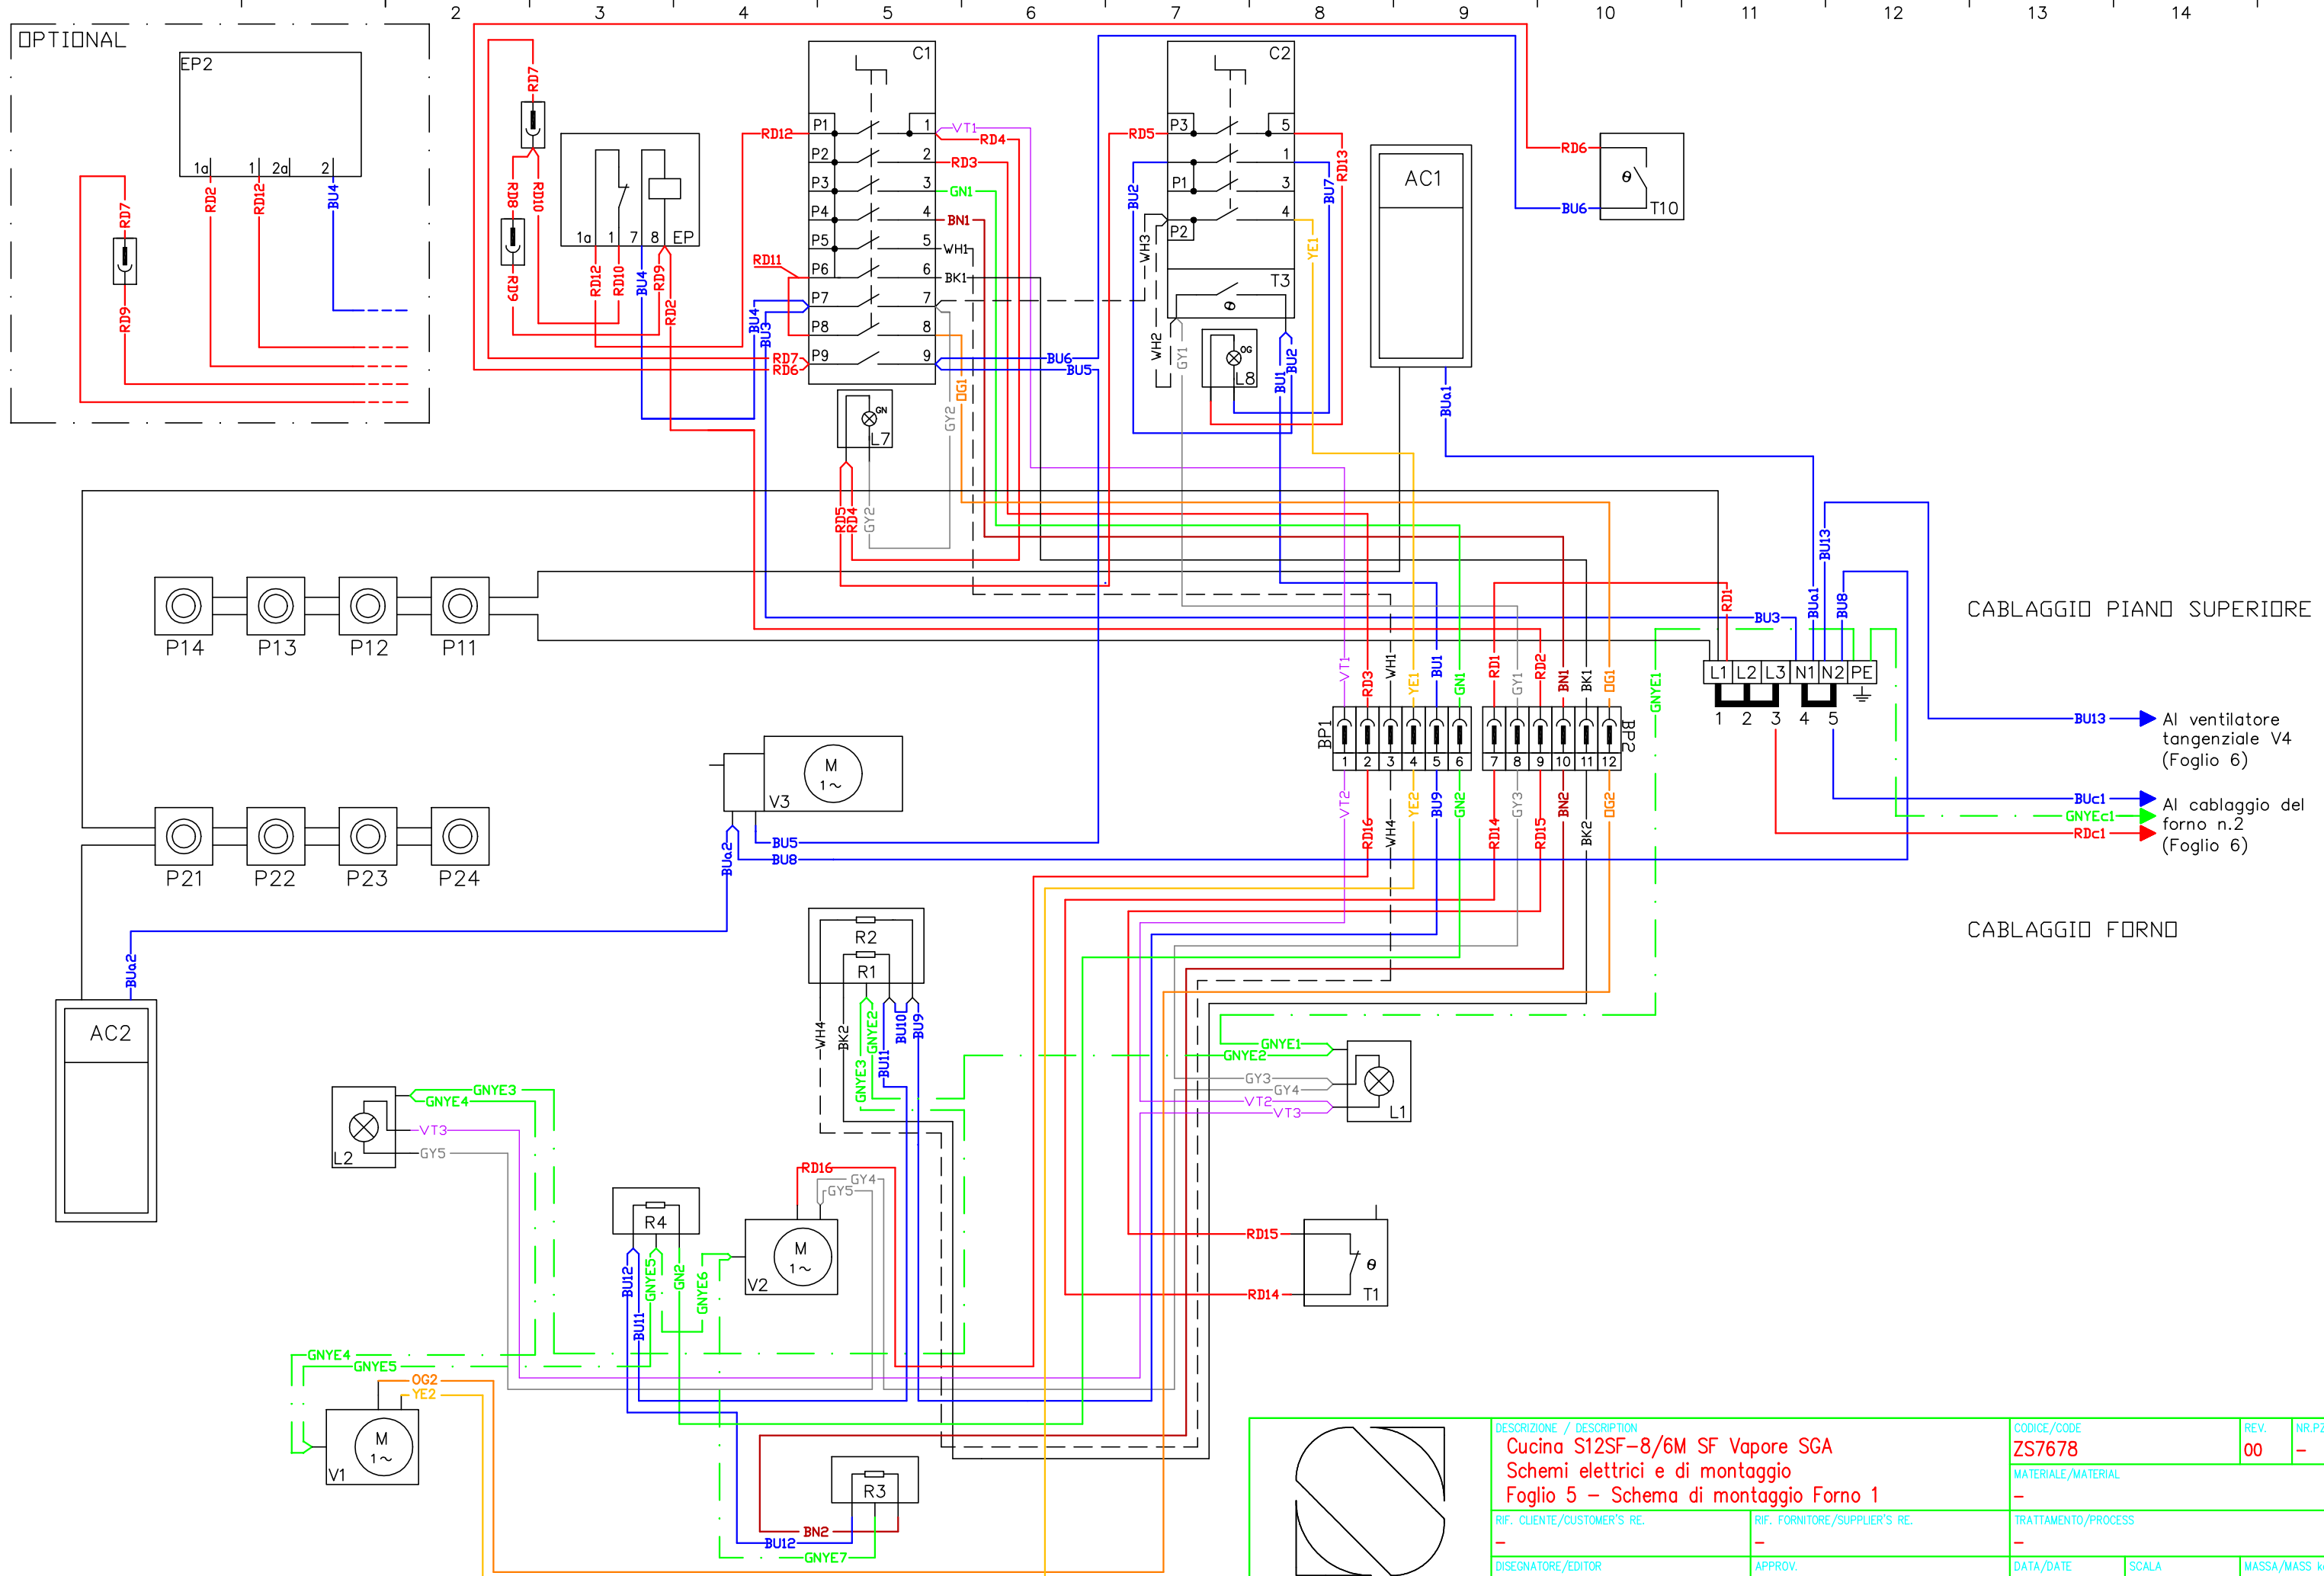 2 3 4 5 6 7 8 9 10 11 12 13 14
OPTIONAL
EP2
1a 1 2a 2
RD7
RD9
RD2
RD12
BU4
RD7
RD8
RD10
RD9
1a 1 7 8 EP
RD12
RD10
BU4
RD9
RD2
RD12
RD11
BU4
BU3
RD7
RD6
C1
P1 1
P2 2
P3 3
P4 4
P5 5
P6 6
P7 7
P8 8
P9 9
VT1
RD4
RD3
GN1
BN1
WH1
BK1
BU6
BU5
OG1
GY2
GN
L7
RD5
RD4
GY2
C2
P3 5
1
P1 3
4
P2
T3
θ
RD5
BU2
WH3
WH2
GY1
OG
L8
BU1
BU2
RD13
BU7
YE1
AC1
BUa1
RD6
BU6
θ
T10
P14 P13 P12 P11
P21 P22 P23 P24
BU3
RD1
BUa1
BU13
BU8
L1 L2 L3 N1 N2 PE
1 2 3 4 5
CABLAGGIO PIANO SUPERIORE
VT1 RD3 WH1 YE1 BU1 GN1
RD1 GY1 RD2 BN1 BK1 OG1
GNYE1
BP1
1 2 3 4 5 6
7 8 9 10 11 12
BP2
VT2 RD16 WH4 YE2 BU9 GN2
RD14 GY3 RD15 BN2 BK2 OG2
BU13
Al ventilatore
tangenziale V4
(Foglio 6)
BUc1
GNYEc1
RDc1
Al cablaggio del
forno n.2
(Foglio 6)
CABLAGGIO FORNO
M
1~
V3
BUa2
BU5
BU8
BUa2
AC2
R2
R1
WH4
BK2
GNYE3
GNYE2
BU11
BU10
BU9
GNYE1
GNYE2
GY3
GY4
VT2
VT3
L1
GNYE3
GNYE4
VT3
GY5
L2
RD16
GY4
GY5
R4
BU12
BU11
GNYE5
GN2
GNYE6
M
1~
V2
RD15
RD14
θ
T1
GNYE4
GNYE5
OG2
YE2
M
1~
V1
R3
BN2
BU12
GNYE7
DESCRIZIONE / DESCRIPTION
Cucina S12SF-8/6M SF Vapore SGA
Schemi elettrici e di montaggio
Foglio 5 - Schema di montaggio Forno 1
CODICE/CODE
ZS7678
REV.
00
NR.PZ
-
MATERIALE/MATERIAL
-
RIF. CLIENTE/CUSTOMER'S RE.
-
RIF. FORNITORE/SUPPLIER'S RE.
-
TRATTAMENTO/PROCESS
-
DISEGNATORE/EDITOR
APPROV.
DATA/DATE
SCALA
MASSA/MASS